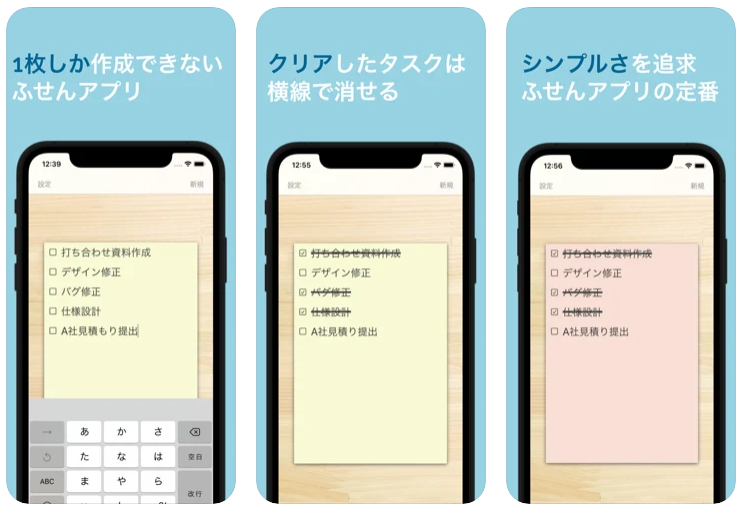 1枚しか作成できない
ふせんアプリ
12:39
設定 新規
打ち合わせ資料作成
デザイン修正
バグ修正
仕様設計
A社見積もり提出
→ あ か さ
た な は 空白
ABC ま や ら
改行
クリアしたタスクは
横線で消せる
12:55
設定 新規
打ち合わせ資料作成
デザイン修正
バグ修正
仕様設計
A社見積り提出
シンプルさを追求
ふせんアプリの定番
12:56
設定 新規
打ち合わせ資料作成
デザイン修正
バグ修正
仕様設計
A社見積り提出